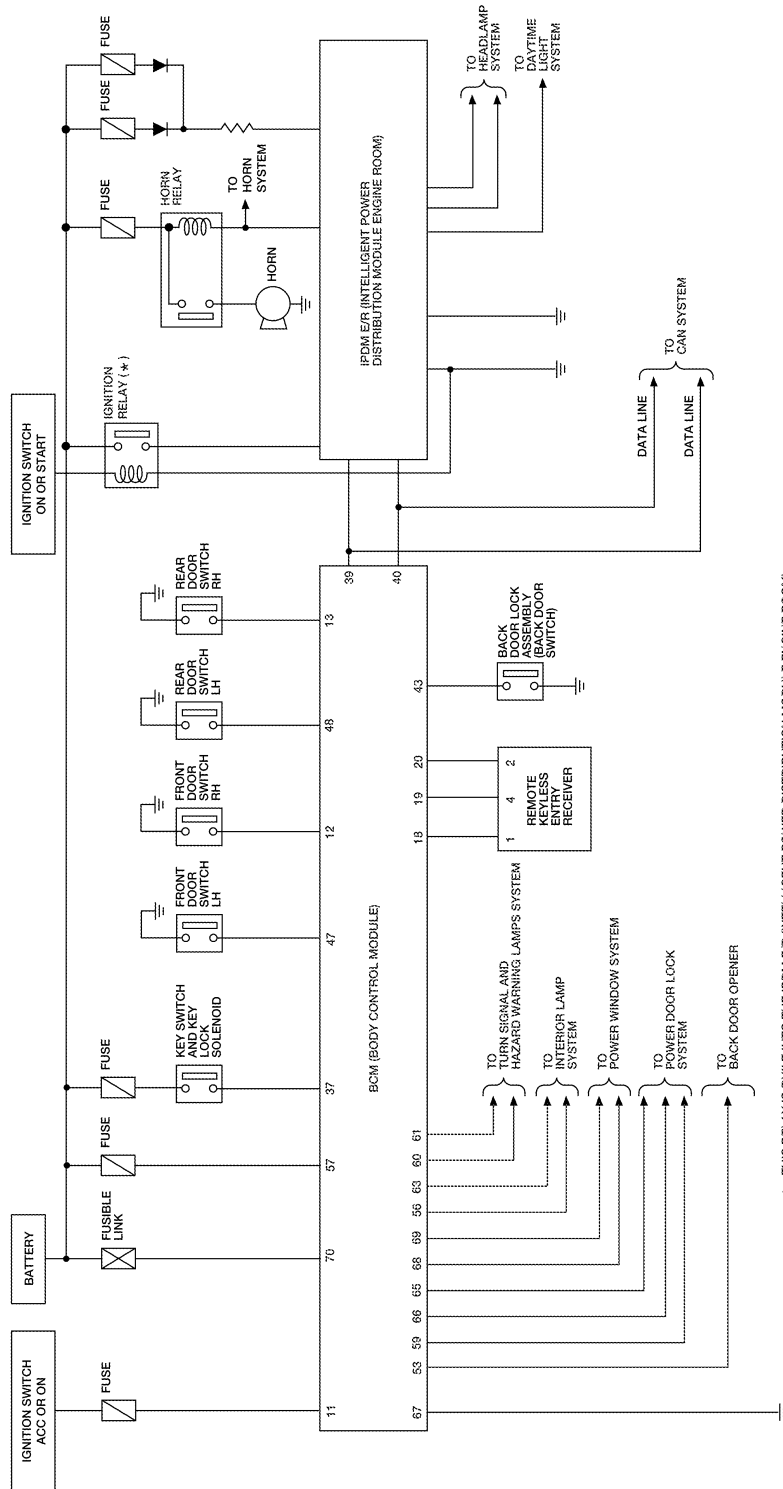 IGNITION SWITCH
ACC OR ON
BATTERY
IGNITION SWITCH
ON OR START
FUSE
FUSIBLE
LINK
FUSE
FUSE
IGNITION
RELAY (*)
FUSE
FUSE
FUSE
KEY SWITCH
AND KEY
LOCK
SOLENOID
FRONT
DOOR
SWITCH
LH
FRONT
DOOR
SWITCH
RH
REAR
DOOR
SWITCH
LH
REAR
DOOR
SWITCH
RH
HORN
RELAY
TO
HORN
SYSTEM
HORN
11
70
57
37
47
12
48
13
BCM (BODY CONTROL MODULE)
39
40
IPDM E/R (INTELLIGENT POWER
DISTRIBUTION MODULE ENGINE ROOM)
67
53
59
66
65
68
69
56
63
60
61
18
19
20
43
1
4
2
REMOTE
KEYLESS
ENTRY
RECEIVER
BACK
DOOR LOCK
ASSEMBLY
(BACK DOOR
SWITCH)
TO
TURN SIGNAL AND
HAZARD WARNING LAMPS SYSTEM
TO
INTERIOR LAMP
SYSTEM
TO
POWER WINDOW SYSTEM
TO
POWER DOOR LOCK
SYSTEM
TO
BACK DOOR OPENER
DATA LINE
DATA LINE
TO
CAN SYSTEM
TO
HEADLAMP
SYSTEM
TO
DAYTIME
LIGHT
SYSTEM